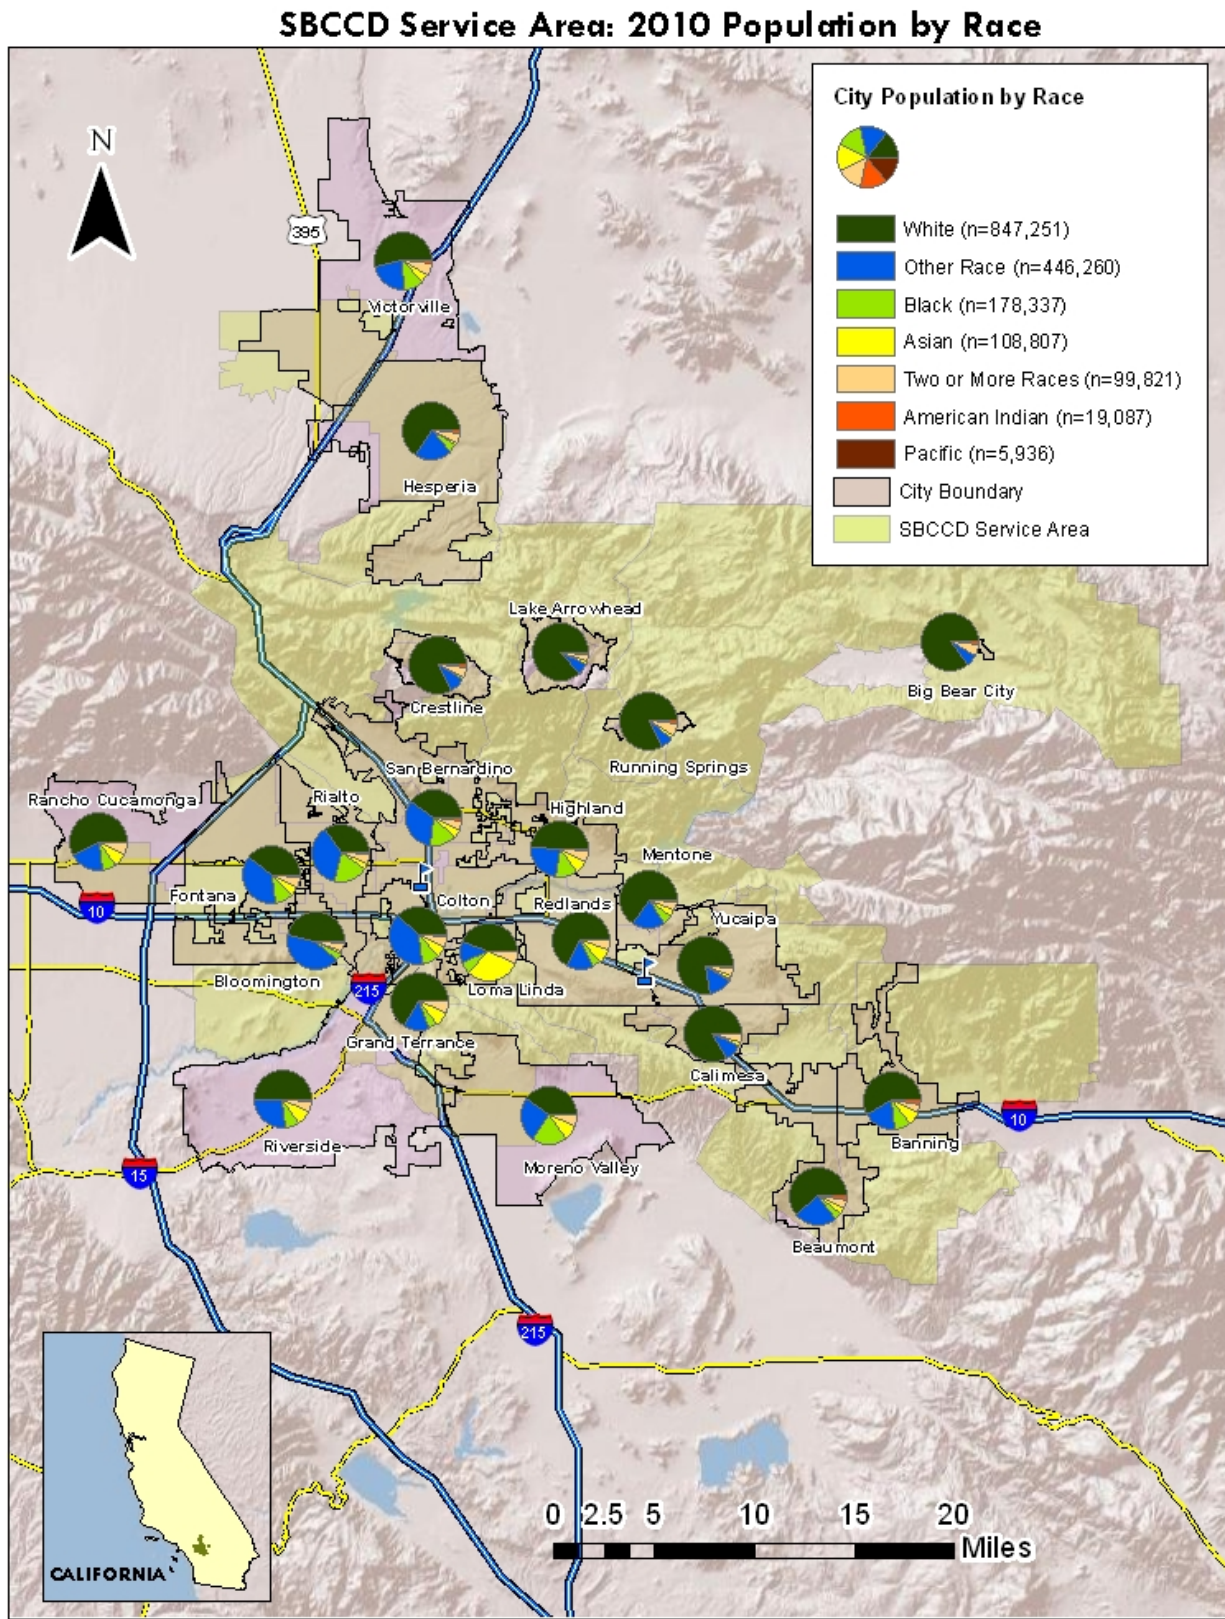 SBCCD Service Area: 2010 Population by Race
City Population by Race
White (n=847,251)
Other Race (n=446,260)
Black (n=178,337)
Asian (n=108,807)
Two or More Races (n=99,821)
American Indian (n=19,087)
Pacific (n=5,936)
City Boundary
SBCCD Service Area
N
395
Victorville
Hesperia
Lake Arrowhead
Crestline
Big Bear City
Running Springs
San Bernardino
Rancho Cucamonga
Rialto
Highland
Mentone
Fontana
10
Colton
Redlands
Yucaipa
Bloomington
215
Loma Linda
Grand Terrance
Calimesa
Riverside
Moreno Valley
Banning
10
15
Beaumont
215
CALIFORNIA
0 2.5 5 10 15 20
Miles